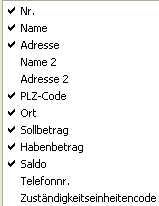 Nr.
Name
Adresse
Name 2
Adresse 2
PLZ-Code
Ort
Sollbetrag
Habenbetrag
Saldo
Telefonnr.
Zuständigkeitseinheitencode